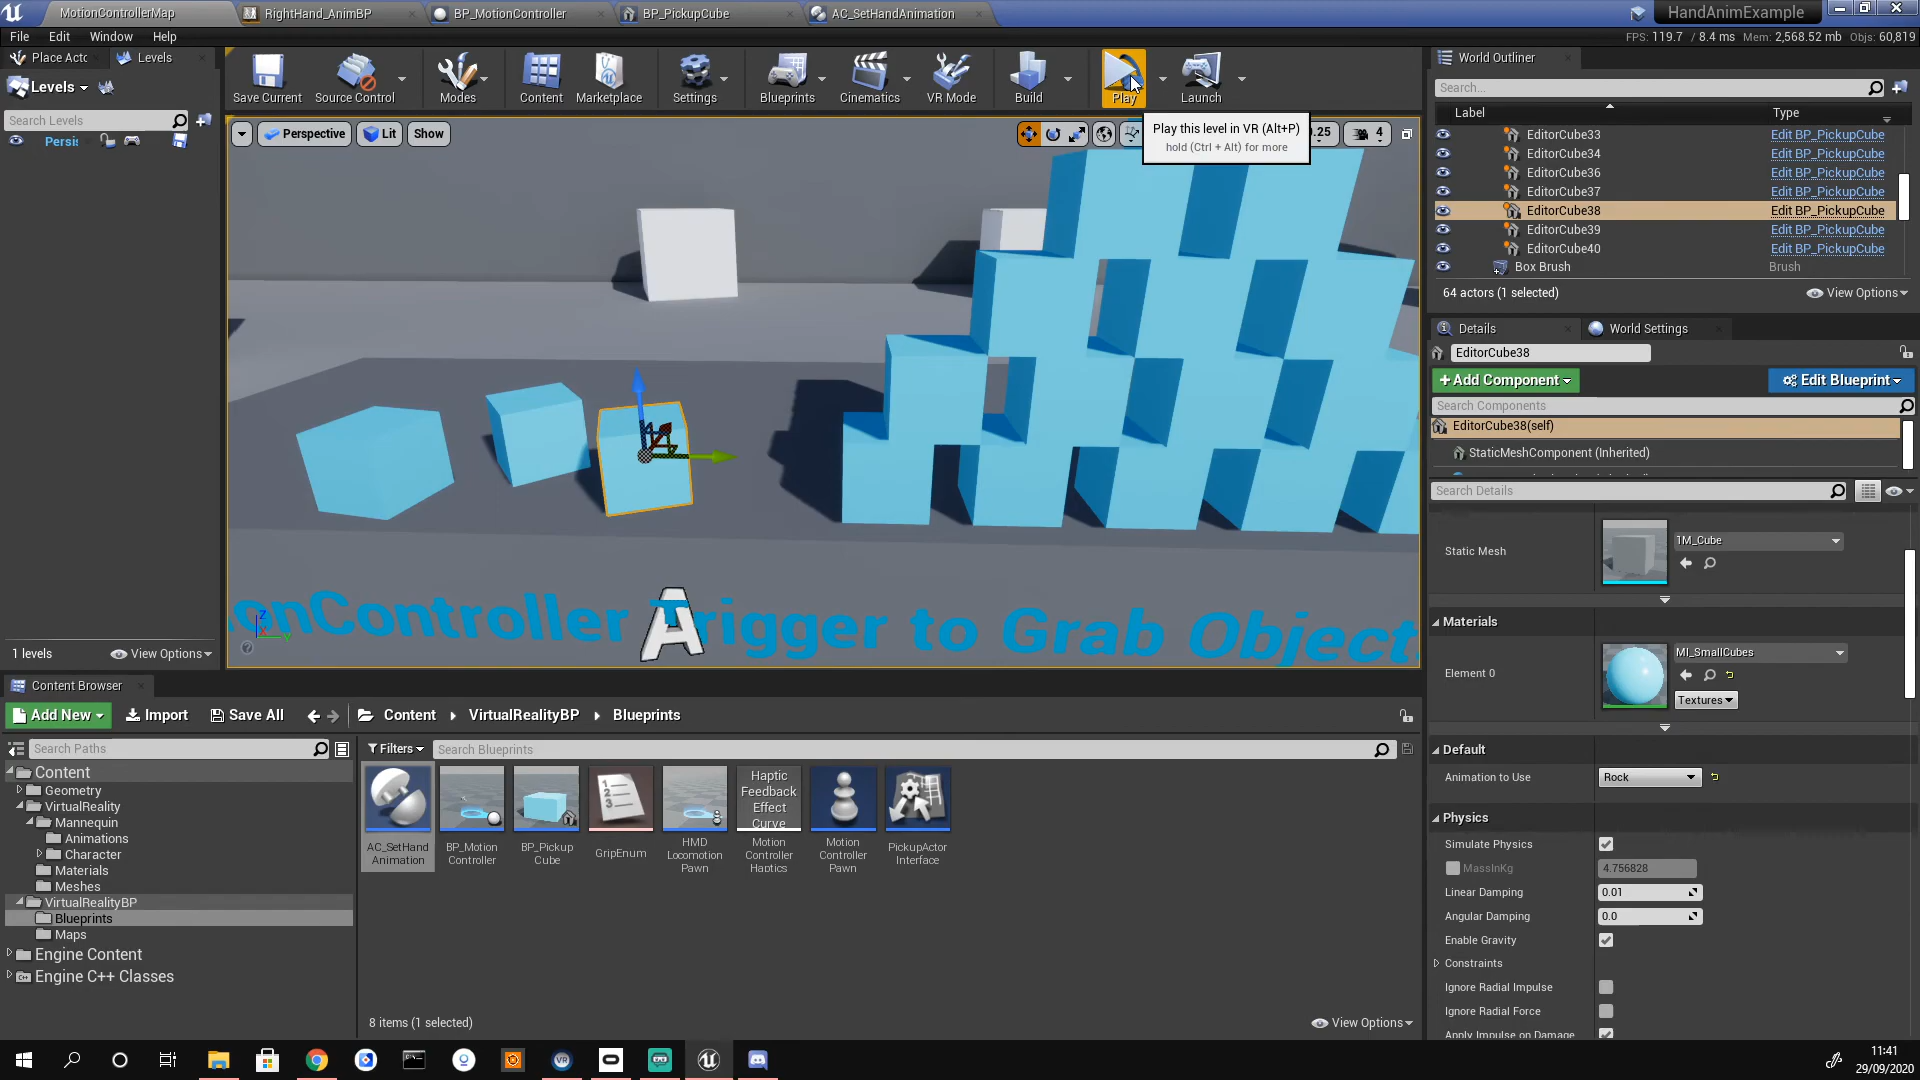 MotionControllerMap
RightHand_AnimBP
BP_MotionController
BP_PickupCube
AC_SetHandAnimation
HandAnimExample
File Edit Window Help
FPS: 119.7 / 8.4 ms Mem: 2,568.52 mb Objs: 60,819
Place Acto
Levels
Levels
Search Levels
Persi
1 levels
View Options
Save Current
Source Control
Modes
Content
Marketplace
Settings
Blueprints
Cinematics
VR Mode
Build
Play
Launch
Perspective
Lit
Show
.25
4
Play this level in VR (Alt+P)
hold (Ctrl + Alt) for more
onController Trigger to Grab Object
A
World Outliner
Search...
Label Type
EditorCube33 Edit BP_PickupCube
EditorCube34 Edit BP_PickupCube
EditorCube36 Edit BP_PickupCube
EditorCube37 Edit BP_PickupCube
EditorCube38 Edit BP_PickupCube
EditorCube39 Edit BP_PickupCube
EditorCube40 Edit BP_PickupCube
Box Brush Brush
64 actors (1 selected)
View Options
Details
World Settings
EditorCube38
+Add Component
Edit Blueprint
Search Components
EditorCube38(self)
StaticMeshComponent (Inherited)
Search Details
Static Mesh
1M_Cube
Materials
Element 0
MI_SmallCubes
Textures
Default
Animation to Use Rock
Physics
Simulate Physics
MassInKg 4.756828
Linear Damping 0.01
Angular Damping 0.0
Enable Gravity
Constraints
Ignore Radial Impulse
Ignore Radial Force
Apply Impulse on Damage
Content Browser
Add New
Import
Save All
Content VirtualRealityBP Blueprints
Search Paths
Filters
Search Blueprints
Content
Geometry
VirtualReality
Mannequin
Animations
Character
Materials
Meshes
VirtualRealityBP
Blueprints
Maps
Engine Content
Engine C++ Classes
AC_SetHand
Animation
BP_Motion
Controller
BP_Pickup
Cube
GripEnum
HMD
Locomotion
Pawn
Haptic
Feedback
Effect
Curve
Motion
Controller
Haptics
Motion
Controller
Pawn
PickupActor
Interface
8 items (1 selected)
View Options
11:41
29/09/2020